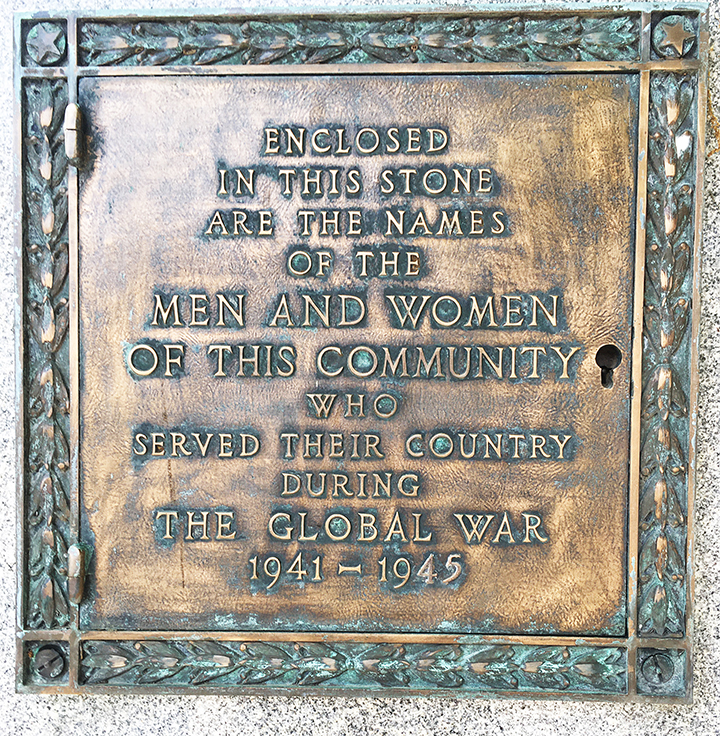 ENCLOSED
IN THIS STONE
ARE THE NAMES
OF THE
MEN AND WOMEN
OF THIS COMMUNITY
WHO
SERVED THEIR COUNTRY
DURING
THE GLOBAL WAR
1941 – 1945